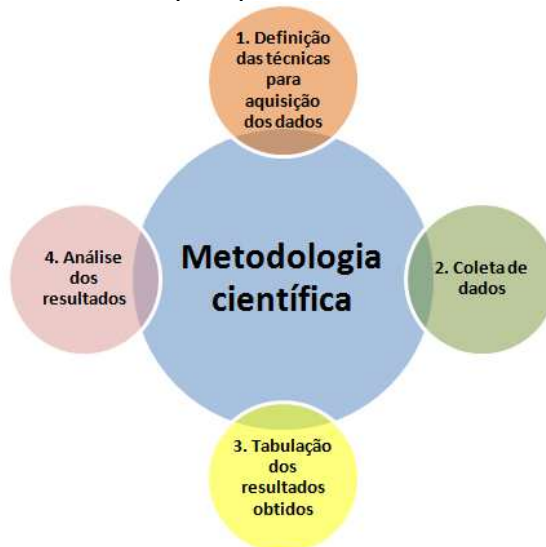 1. Definição
das técnicas
para
aquisição
dos dados
Metodologia
científica
2. Coleta de
dados
3. Tabulação
dos
resultados
obtidos
4. Análise
dos
resultados